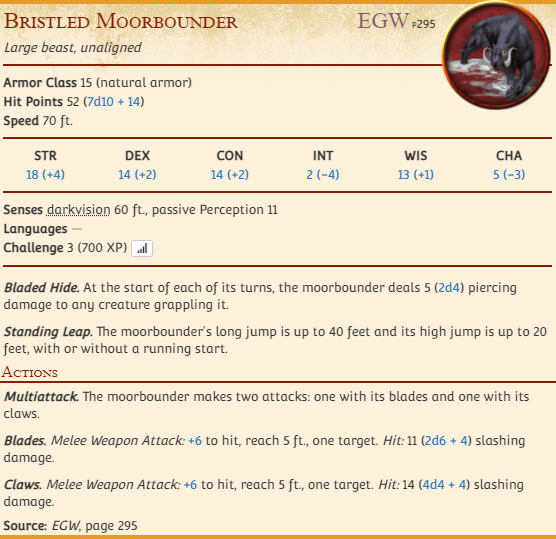 Bristled Moorbounder EGW p295
Large beast, unaligned
Armor Class 15 (natural armor)
Hit Points 52 (7d10 + 14)
Speed 70 ft.
STR DEX CON INT WIS CHA
18 (+4) 14 (+2) 14 (+2) 2 (−4) 13 (+1) 5 (−3)
Senses darkvision 60 ft., passive Perception 11
Languages —
Challenge 3 (700 XP)
Bladed Hide. At the start of each of its turns, the moorbounder deals 5 (2d4) piercing
damage to any creature grappling it.
Standing Leap. The moorbounder's long jump is up to 40 feet and its high jump is up to 20
feet, with or without a running start.
Actions
Multiattack. The moorbounder makes two attacks: one with its blades and one with its
claws.
Blades. Melee Weapon Attack: +6 to hit, reach 5 ft., one target. Hit: 11 (2d6 + 4) slashing
damage.
Claws. Melee Weapon Attack: +6 to hit, reach 5 ft., one target. Hit: 14 (4d4 + 4) slashing
damage.
Source: EGW, page 295